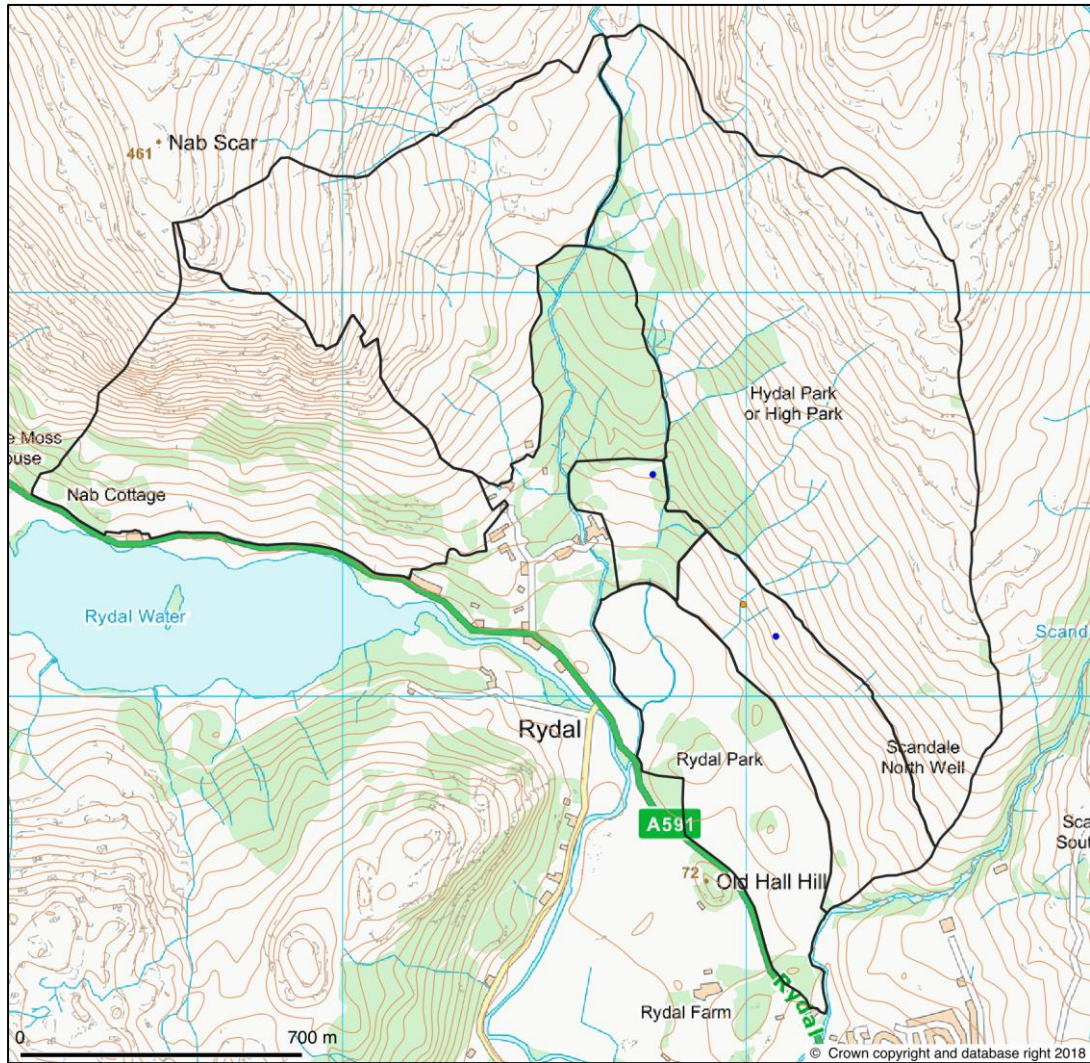 Nab Scar
461
Hydal Park
or High Park
e Moss
ouse
Nab Cottage
Rydal Water
Scand
Rydal
Rydal Park
Scandale
North Well
A591
Sca
Sout
72
Old Hall Hill
Rydal Farm
Rydal
0
700 m
© Crown copyright and database right 2018